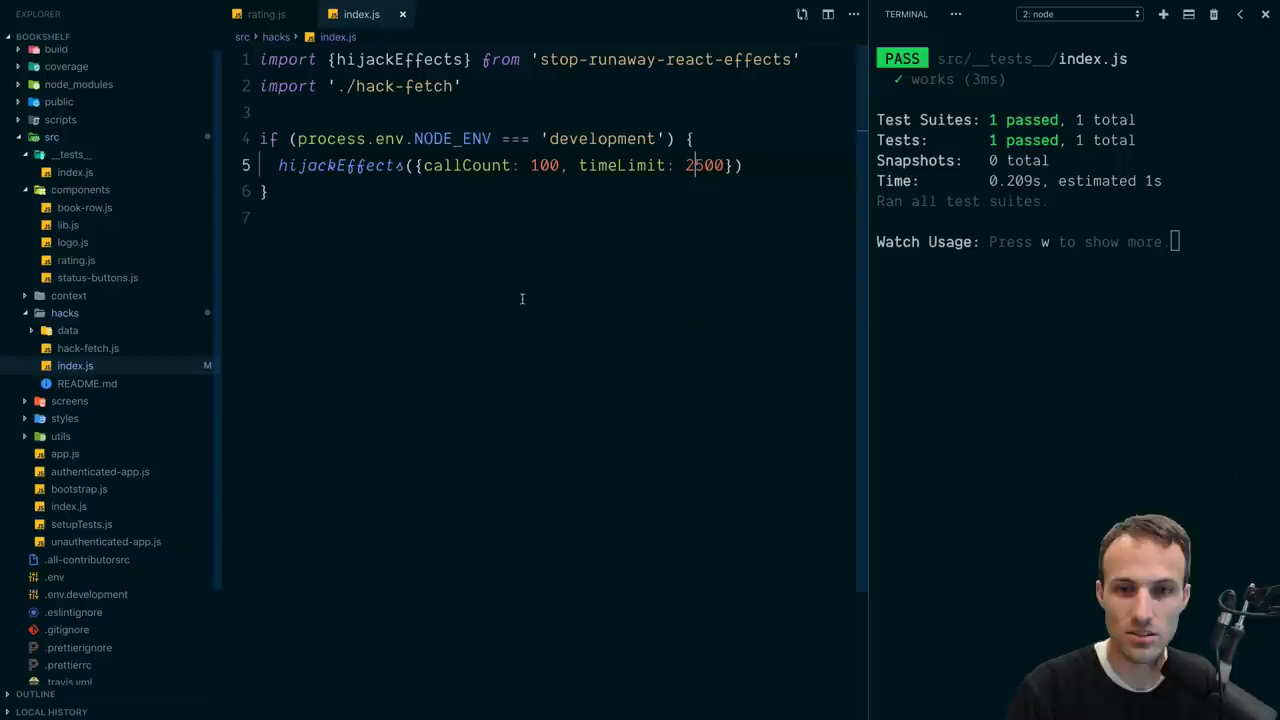 EXPLORER
BOOKSHELF
build
coverage
node_modules
public
scripts
src
__tests__
index.js
components
book-row.js
lib.js
logo.js
rating.js
status-buttons.js
context
hacks
data
hack-fetch.js
index.js M
README.md
screens
styles
utils
app.js
authenticated-app.js
bootstrap.js
index.js
setupTests.js
unauthenticated-app.js
.all-contributorsrc
.env
.env.development
.eslintignore
.gitignore
.prettierignore
.prettierrc
.travis.yml
OUTLINE
LOCAL HISTORY
rating.js index.js
src hacks index.js
1 import {hijackEffects} from 'stop-runaway-react-effects'
2 import './hack-fetch'
3
4 if (process.env.NODE_ENV === 'development') {
5 hijackEffects({callCount: 100, timeLimit: 2500})
6 }
7
TERMINAL 2: node
PASS src/__tests__/index.js
✓ works (3ms)
Test Suites: 1 passed, 1 total
Tests: 1 passed, 1 total
Snapshots: 0 total
Time: 0.209s, estimated 1s
Ran all test suites.
Watch Usage: Press w to show more.